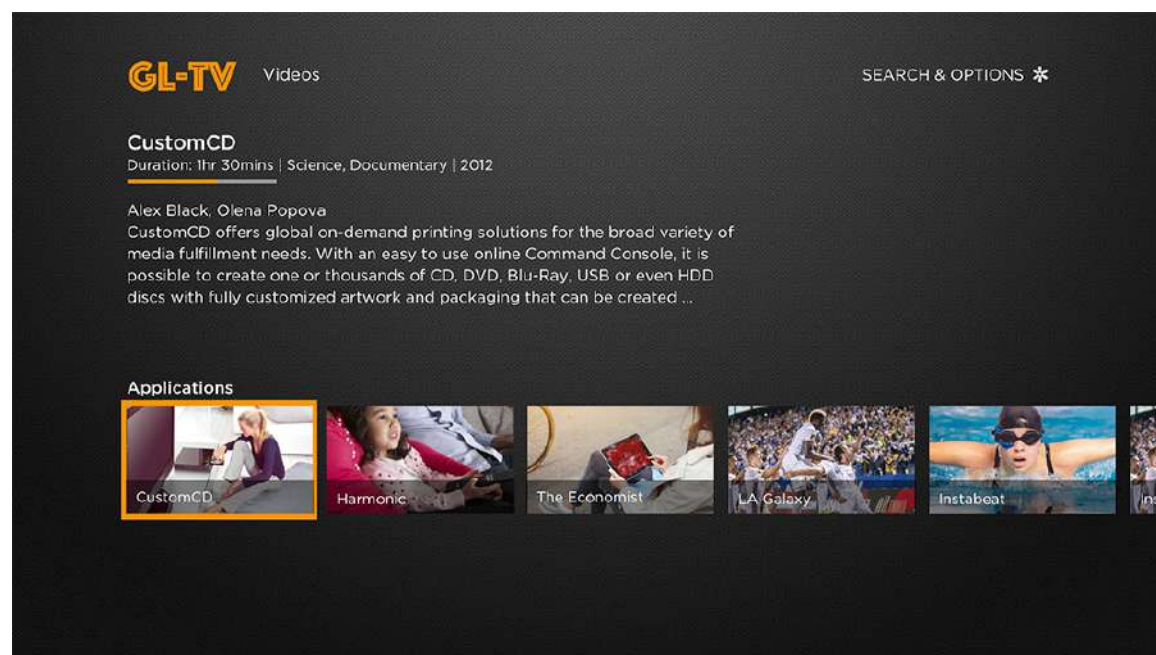 GL-TV Videos SEARCH & OPTIONS *
CustomCD
Duration: 1hr 30mins | Science, Documentary | 2012
Alex Black, Olena Popova
CustomCD offers global on-demand printing solutions for the broad variety of
media fulfillment needs. With an easy to use online Command Console, it is
possible to create one or thousands of CD, DVD, Blu-Ray, USB or even HDD
discs with fully customized artwork and packaging that can be created ...
Applications
CustomCD Harmonic The Economist LA Galaxy Instabeat